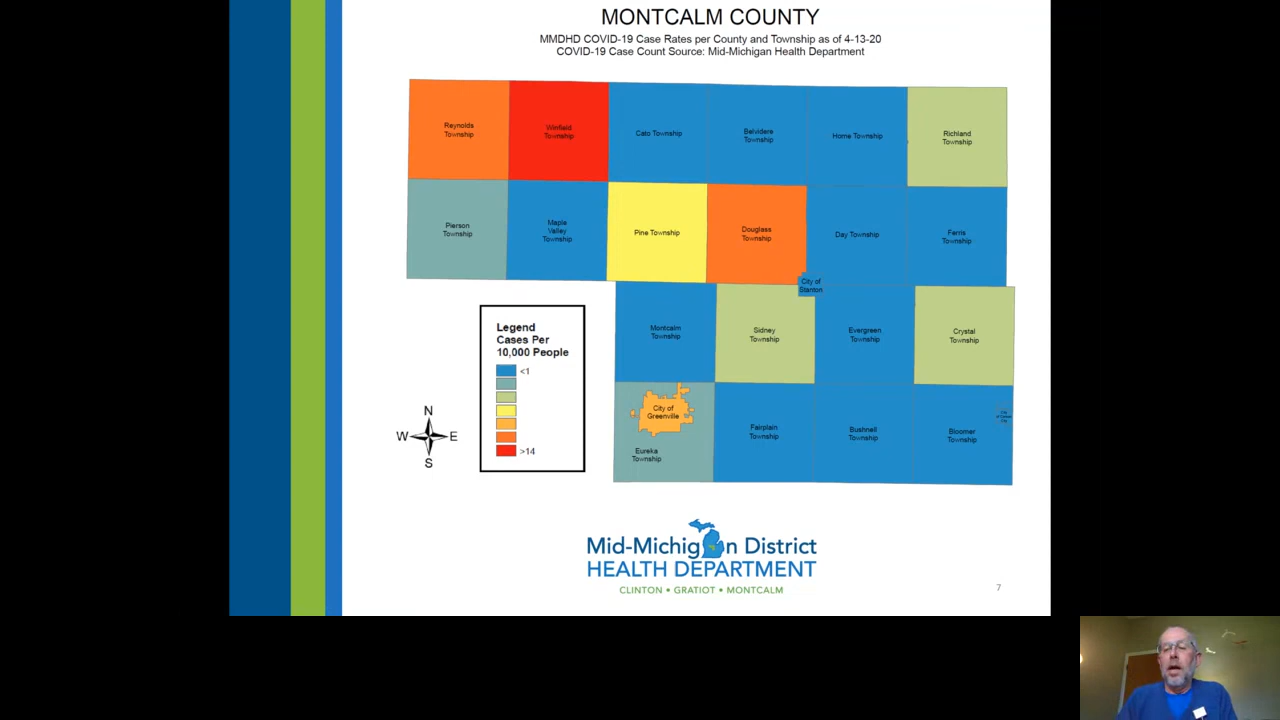 MONTCALM COUNTY
MMDHD COVID-19 Case Rates per County and Township as of 4-13-20
COVID-19 Case Count Source: Mid-Michigan Health Department
Reynolds
Township
Winfield
Township
Cato Township
Belvidere
Township
Home Township
Richland
Township
Pierson
Township
Maple
Valley
Township
Pine Township
Douglass
Township
Day Township
Ferris
Township
City of
Stanton
Montcalm
Township
Sidney
Township
Evergreen
Township
Crystal
Township
City of
Greenville
Eureka
Township
Fairplain
Township
Bushnell
Township
Bloomer
Township
City
of Carson
City
Legend
Cases Per
10,000 People
<1
>14
N
W
E
S
Mid-Michigan District
HEALTH DEPARTMENT
CLINTON • GRATIOT • MONTCALM
7